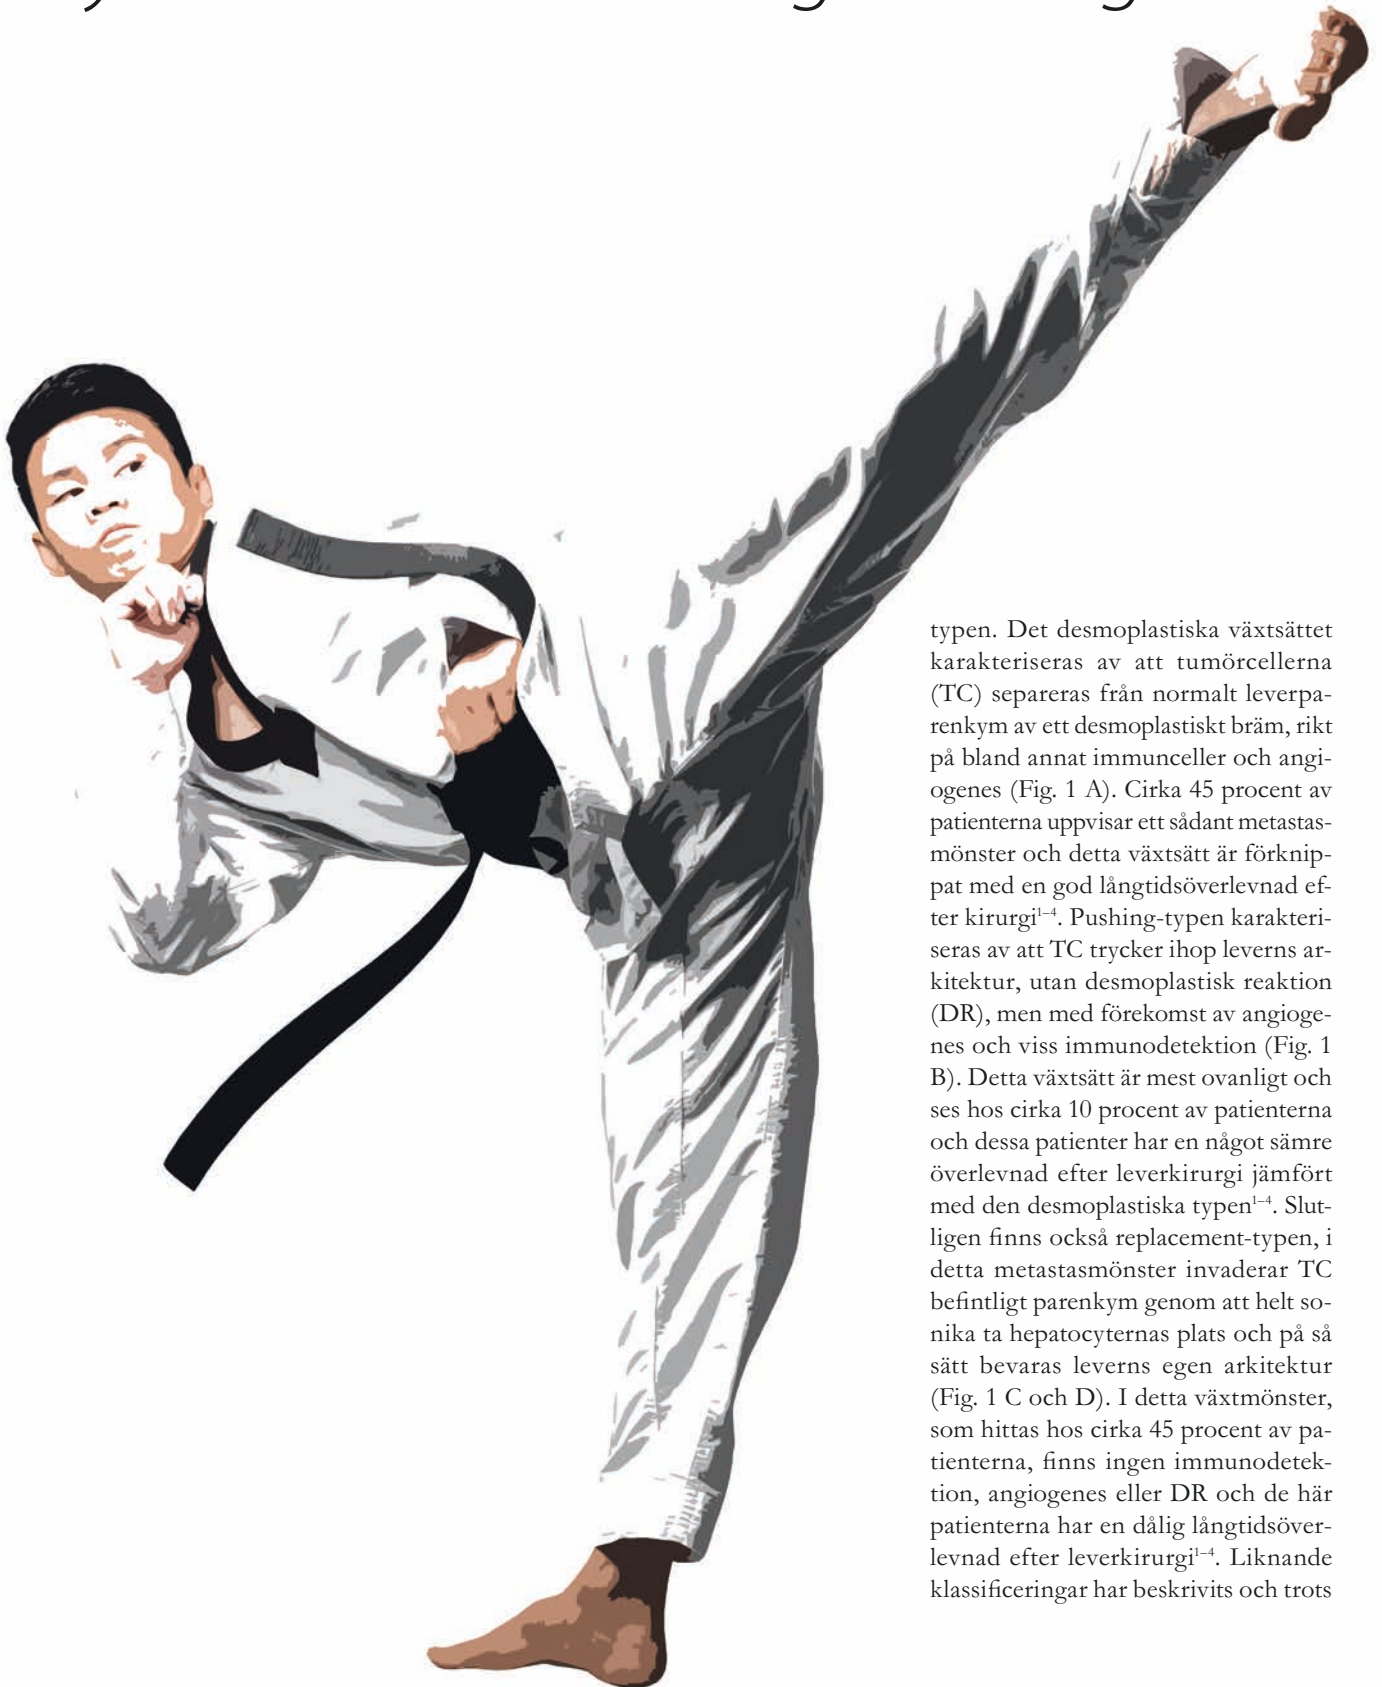 typen. Det desmoplastiska växtsättet
karakteriseras av att tumörcellerna
(TC) separeras från normalt leverpa-
renkym av ett desmoplastiskt bräm, rikt
på bland annat immunceller och angi-
ogenes (Fig. 1 A). Cirka 45 procent av
patienterna uppvisar ett sådant metastas-
mönster och detta växtsätt är förknip-
pat med en god långtidsöverlevnad ef-
ter kirurgi¹⁻⁴. Pushing-typen karakteri-
seras av att TC trycker ihop leverns ar-
kitektur, utan desmoplastisk reaktion
(DR), men med förekomst av angioge-
nes och viss immunodetektion (Fig. 1
B). Detta växtsätt är mest ovanligt och
ses hos cirka 10 procent av patienterna
och dessa patienter har en något sämre
överlevnad efter leverkirurgi jämfört
med den desmoplastiska typen¹⁻⁴. Slut-
ligen finns också replacement-typen, i
detta metastasmönster invaderar TC
befintligt parenkym genom att helt so-
nika ta hepatocyternas plats och på så
sätt bevaras leverns egen arkitektur
(Fig. 1 C och D). I detta växtmönster,
som hittas hos cirka 45 procent av pa-
tienterna, finns ingen immunodetek-
tion, angiogenes eller DR och de här
patienterna har en dålig långtidsöver-
levnad efter leverkirurgi¹⁻⁴. Liknande
klassificeringar har beskrivits och trots